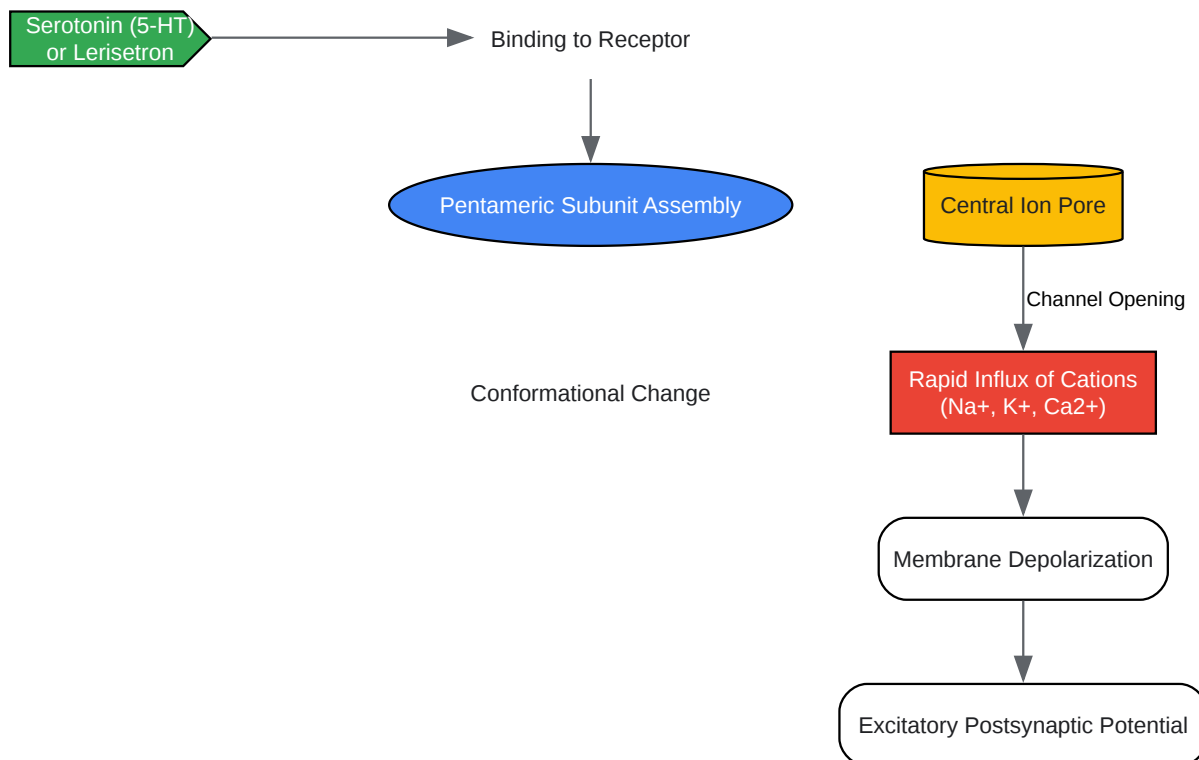 Serotonin (5-HT)
or Lerisetron
Binding to Receptor
Pentameric Subunit Assembly
Central Ion Pore
Channel Opening
Conformational Change
Rapid Influx of Cations
(Na+, K+, Ca2+)
Membrane Depolarization
Excitatory Postsynaptic Potential